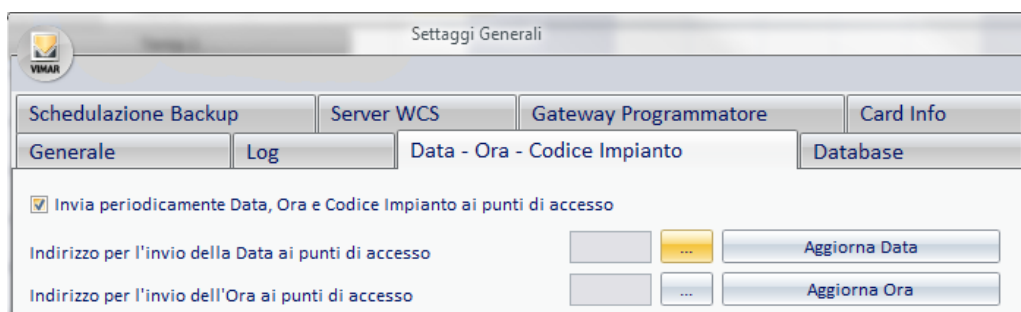 Settaggi Generali
VIMAR
Schedulazione Backup Server WCS Gateway Programmatore Card Info
Generale Log Data - Ora - Codice Impianto Database
Invia periodicamente Data, Ora e Codice Impianto ai punti di accesso
Indirizzo per l'invio della Data ai punti di accesso ... Aggiorna Data
Indirizzo per l'invio dell'Ora ai punti di accesso ... Aggiorna Ora